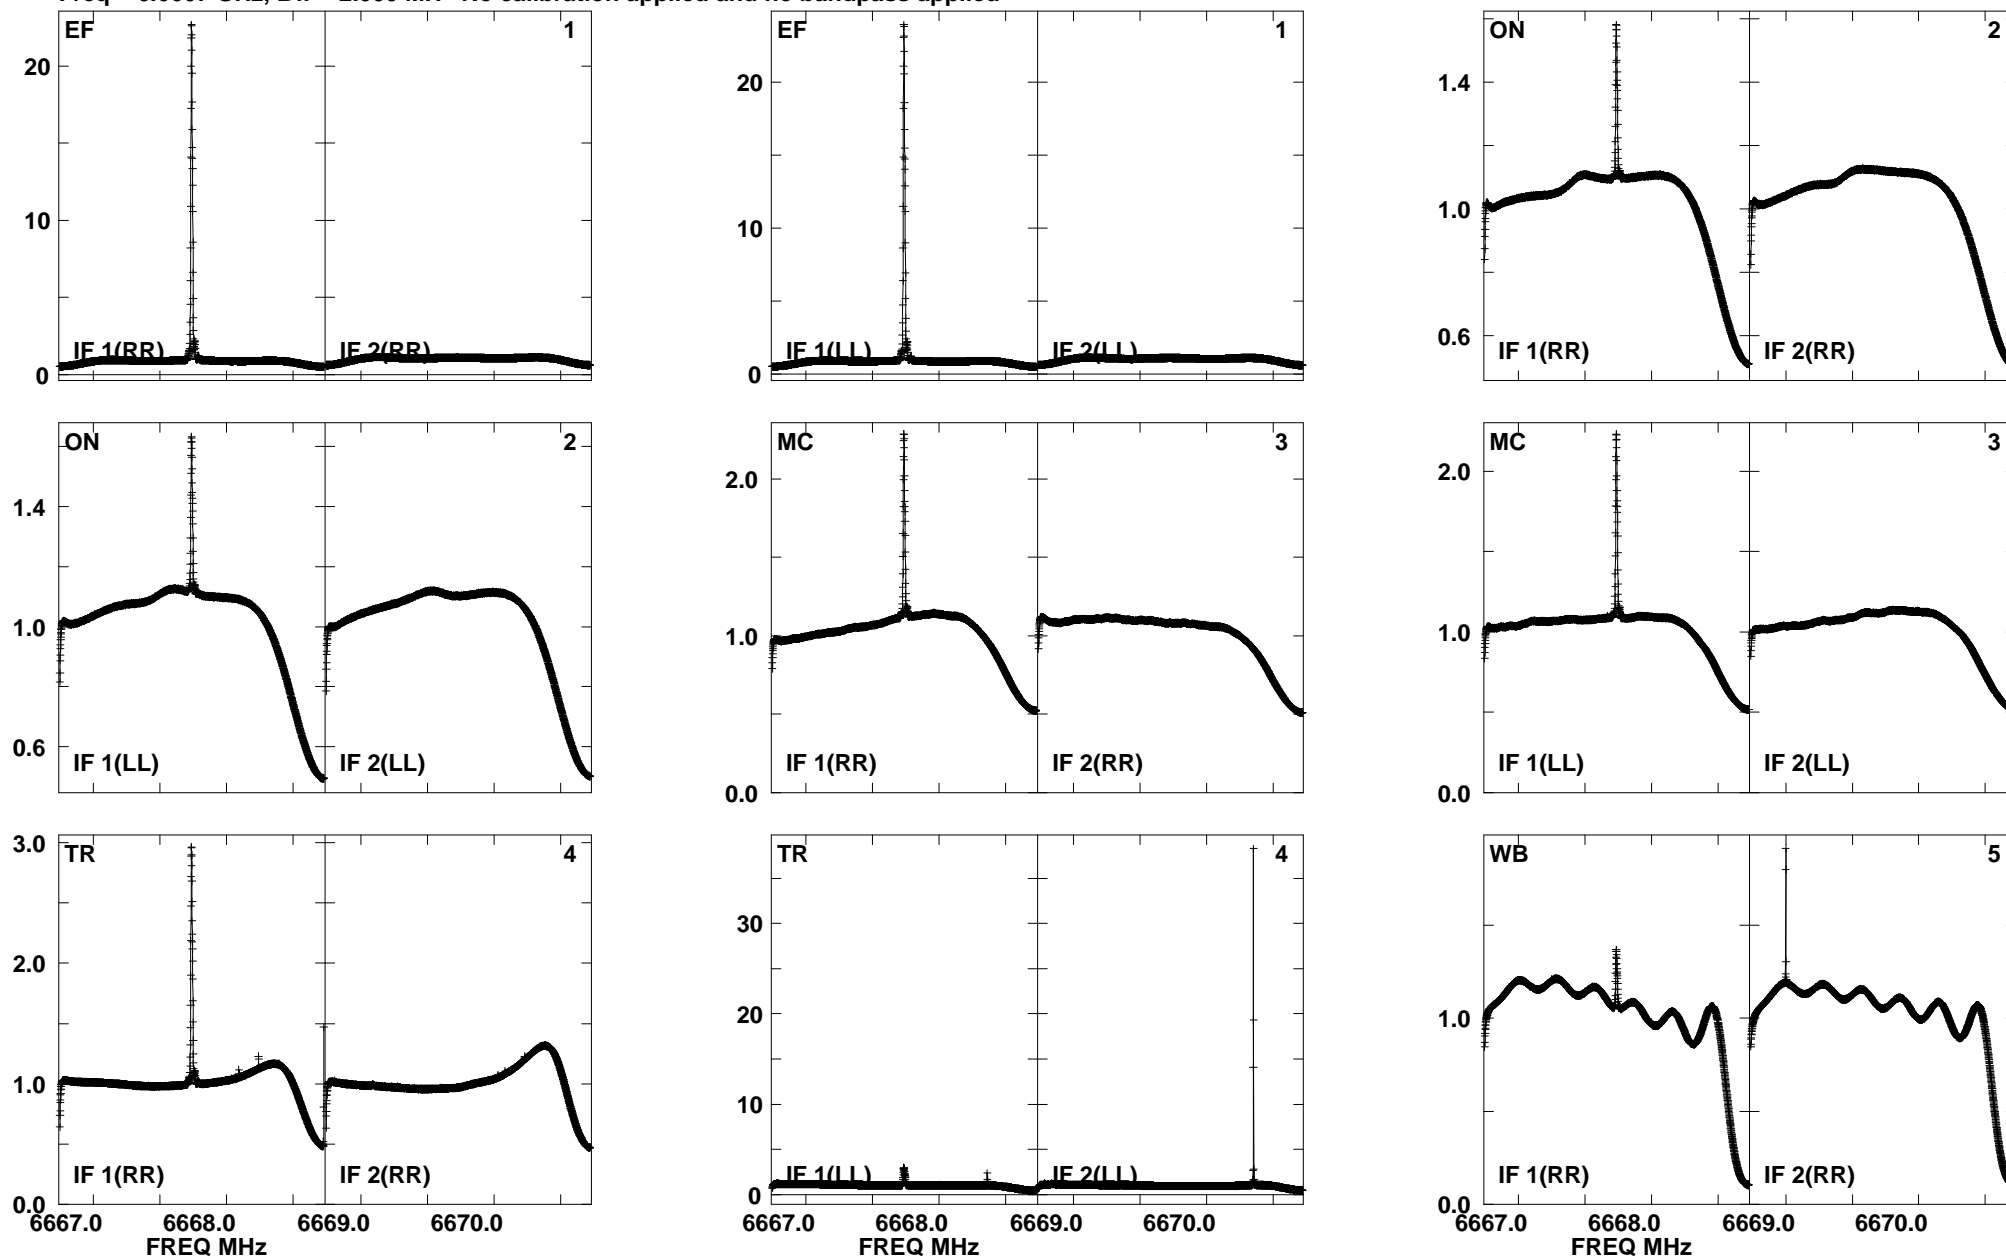 EF 1 EF 1 ON 2
20 20 1.4
10 10 1.0
IF 1(RR) IF 2(RR) IF 1(LL) IF 2(LL) 0.6 IF 1(RR) IF 2(RR)
0 0
ON 2 MC 3 MC 3
1.4 2.0 2.0
1.0 1.0 1.0
0.6 IF 1(LL) IF 2(LL) IF 1(RR) IF 2(RR) IF 1(LL) IF 2(LL)
0.0 0.0
3.0 TR 4 TR 4 WB 5
2.0 30
20 1.0
1.0 10
IF 1(RR) IF 2(RR) IF 1(LL) IF 2(LL) IF 1(RR) IF 2(RR)
0.0 0 0.0
6667.0 6668.0 6669.0 6670.0 6667.0 6668.0 6669.0 6670.0 6667.0 6668.0 6669.0 6670.0
FREQ MHz FREQ MHz FREQ MHz